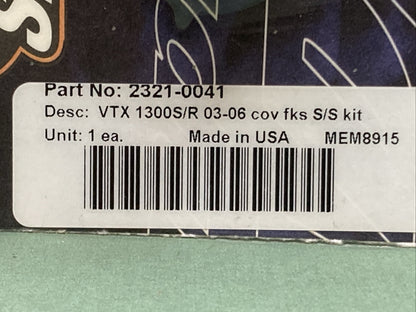 Part No: 2321-0041
Desc: VTX 1300S/R 03-06 cov fks S/S kit
Unit: 1 ea. Made in USA MEM8915